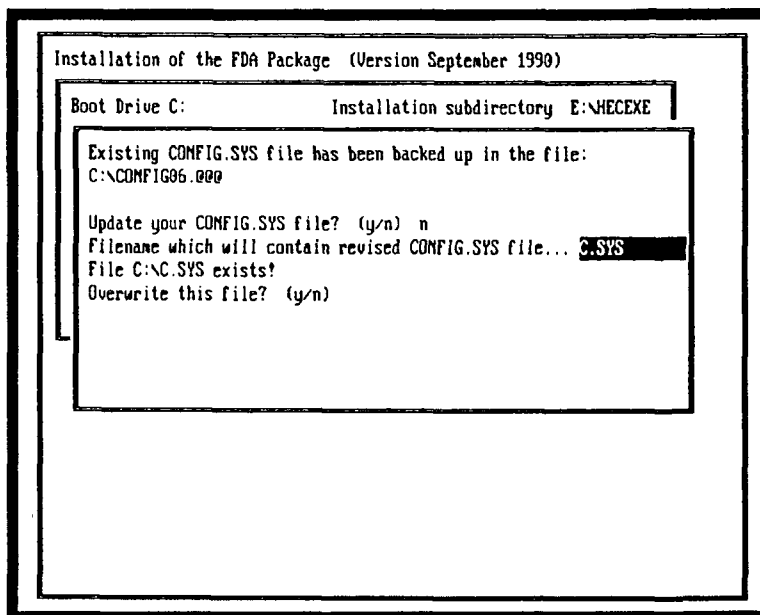 Installation of the FDA Package (Version September 1990)
Boot Drive C: Installation subdirectory E:\HECEXE
Existing CONFIG.SYS file has been backed up in the file:
C:\CONFIG06.@@@
Update your CONFIG.SYS file? (y/n) n
Filename which will contain revised CONFIG.SYS file... C.SYS
File C:\C.SYS exists!
Overwrite this file? (y/n)